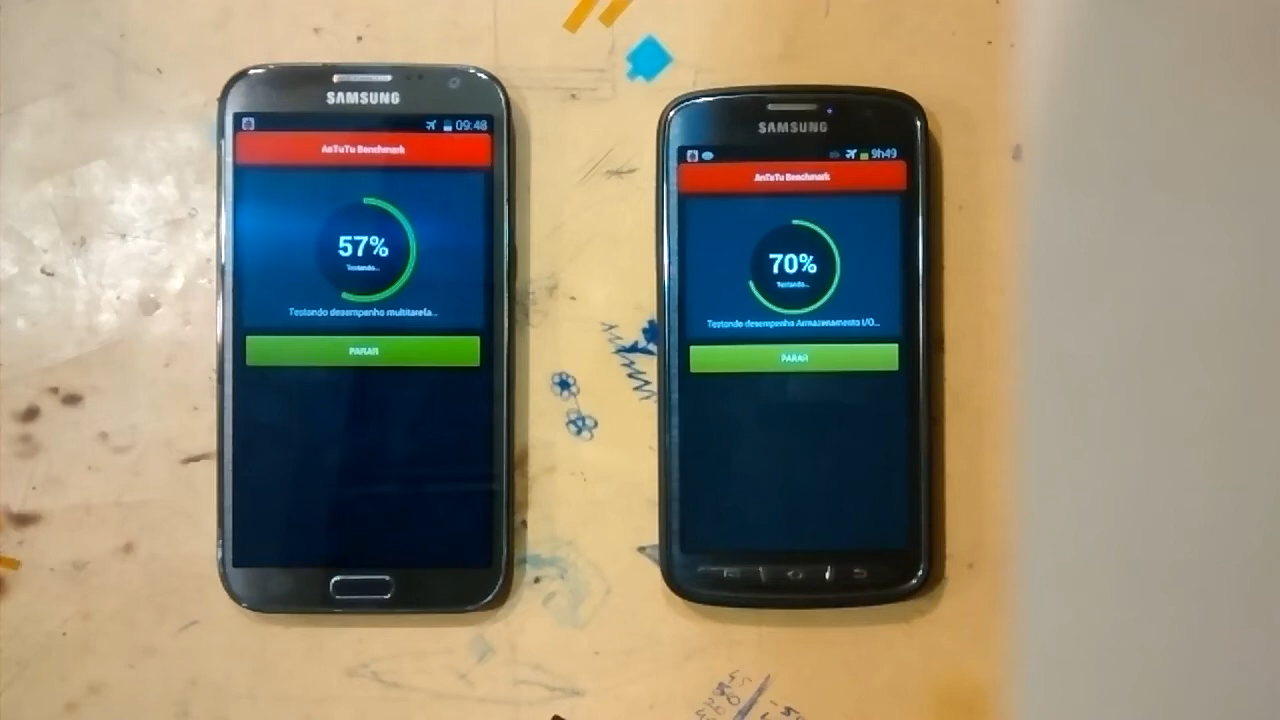 SAMSUNG
09:48
AnTuTu Benchmark
57%
Testando...
Testando desempenho multitarefa...
PARAR
SAMSUNG
9h49
AnTuTu Benchmark
70%
Testando...
Testando desempenho Armazenamento I/O...
PARAR